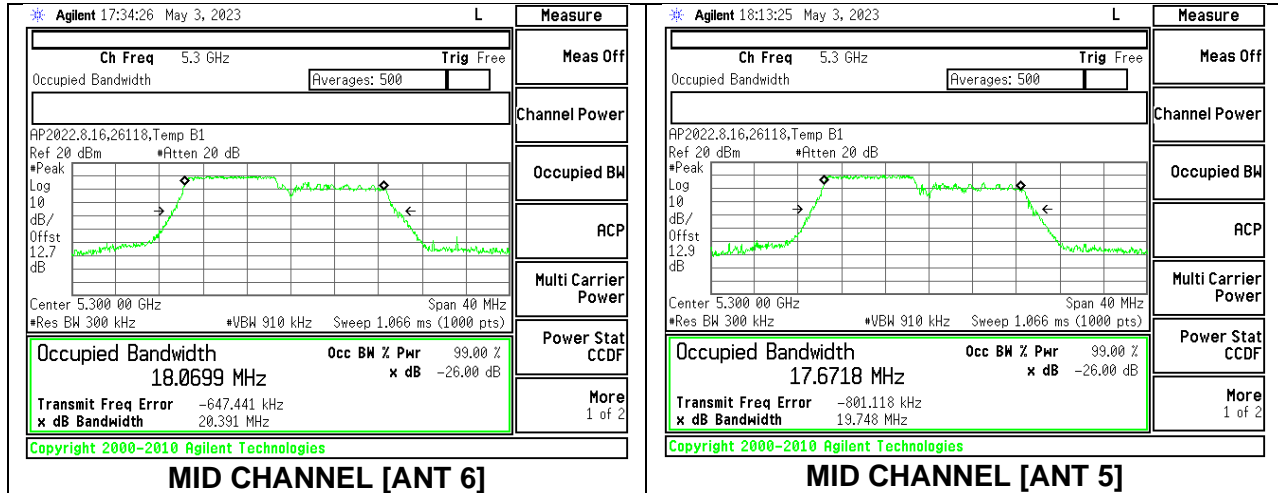 Agilent 17:34:26 May 3, 2023 L
Measure
Ch Freq 5.3 GHz Trig Free
Occupied Bandwidth Averages: 500
AP2022.8.16,26118,Temp B1
Ref 20 dBm #Atten 20 dB
#Peak
Log
10
dB/
Offst
12.7
dB
Center 5.300 00 GHz Span 40 MHz
#Res BW 300 kHz #VBW 910 kHz Sweep 1.066 ms (1000 pts)
Occupied Bandwidth Occ BW % Pwr 99.00 %
18.0699 MHz x dB -26.00 dB
Transmit Freq Error -647.441 kHz
x dB Bandwidth 20.391 MHz
Copyright 2000-2010 Agilent Technologies
Meas Off
Channel Power
Occupied BW
ACP
Multi Carrier
Power
Power Stat
CCDF
More
1 of 2
MID CHANNEL [ANT 6]
Agilent 18:13:25 May 3, 2023 L
Measure
Ch Freq 5.3 GHz Trig Free
Occupied Bandwidth Averages: 500
AP2022.8.16,26118,Temp B1
Ref 20 dBm #Atten 20 dB
#Peak
Log
10
dB/
Offst
12.9
dB
Center 5.300 00 GHz Span 40 MHz
#Res BW 300 kHz #VBW 910 kHz Sweep 1.066 ms (1000 pts)
Occupied Bandwidth Occ BW % Pwr 99.00 %
17.6718 MHz x dB -26.00 dB
Transmit Freq Error -801.118 kHz
x dB Bandwidth 19.748 MHz
Copyright 2000-2010 Agilent Technologies
Meas Off
Channel Power
Occupied BW
ACP
Multi Carrier
Power
Power Stat
CCDF
More
1 of 2
MID CHANNEL [ANT 5]